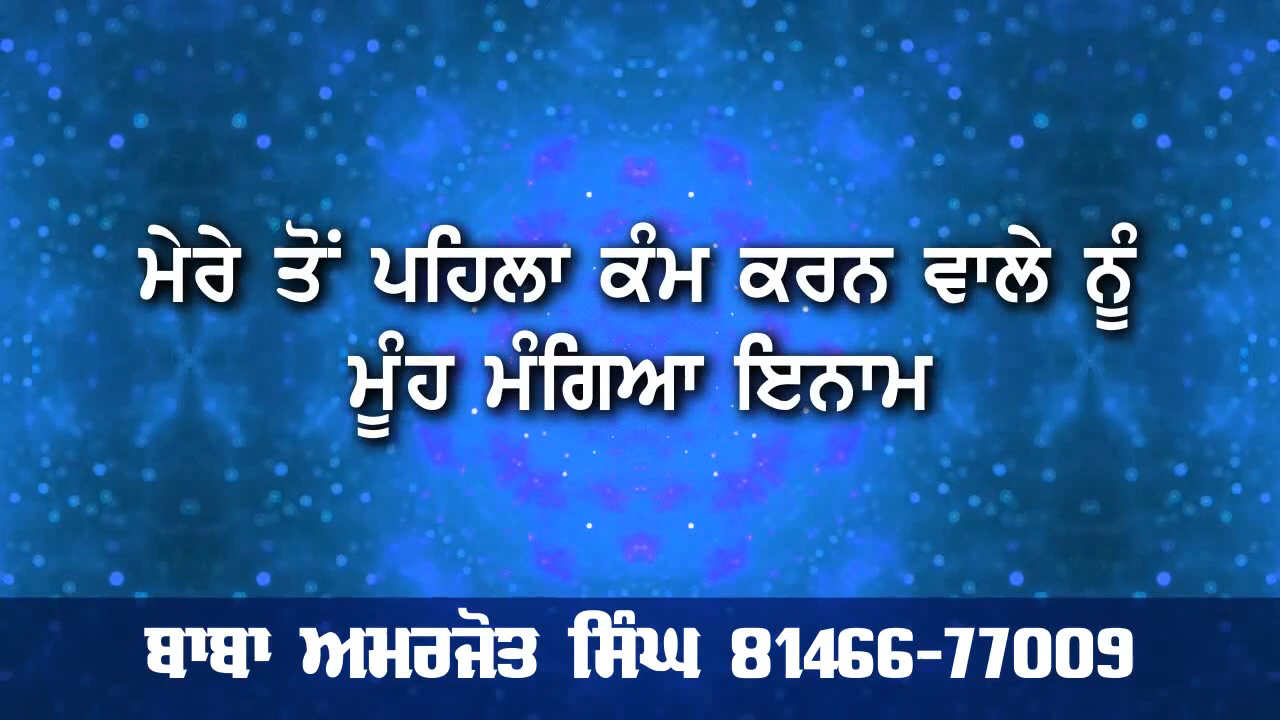 ਮੇਰੇ ਤੋਂ ਪਹਿਲਾ ਕੰਮ ਕਰਨ ਵਾਲੇ ਨੂੰ
ਮੂੰਹ ਮੰਗਿਆ ਇਨਾਮ
ਬਾਬਾ ਅਮਰਜੋਤ ਸਿੰਘ 81466-77009